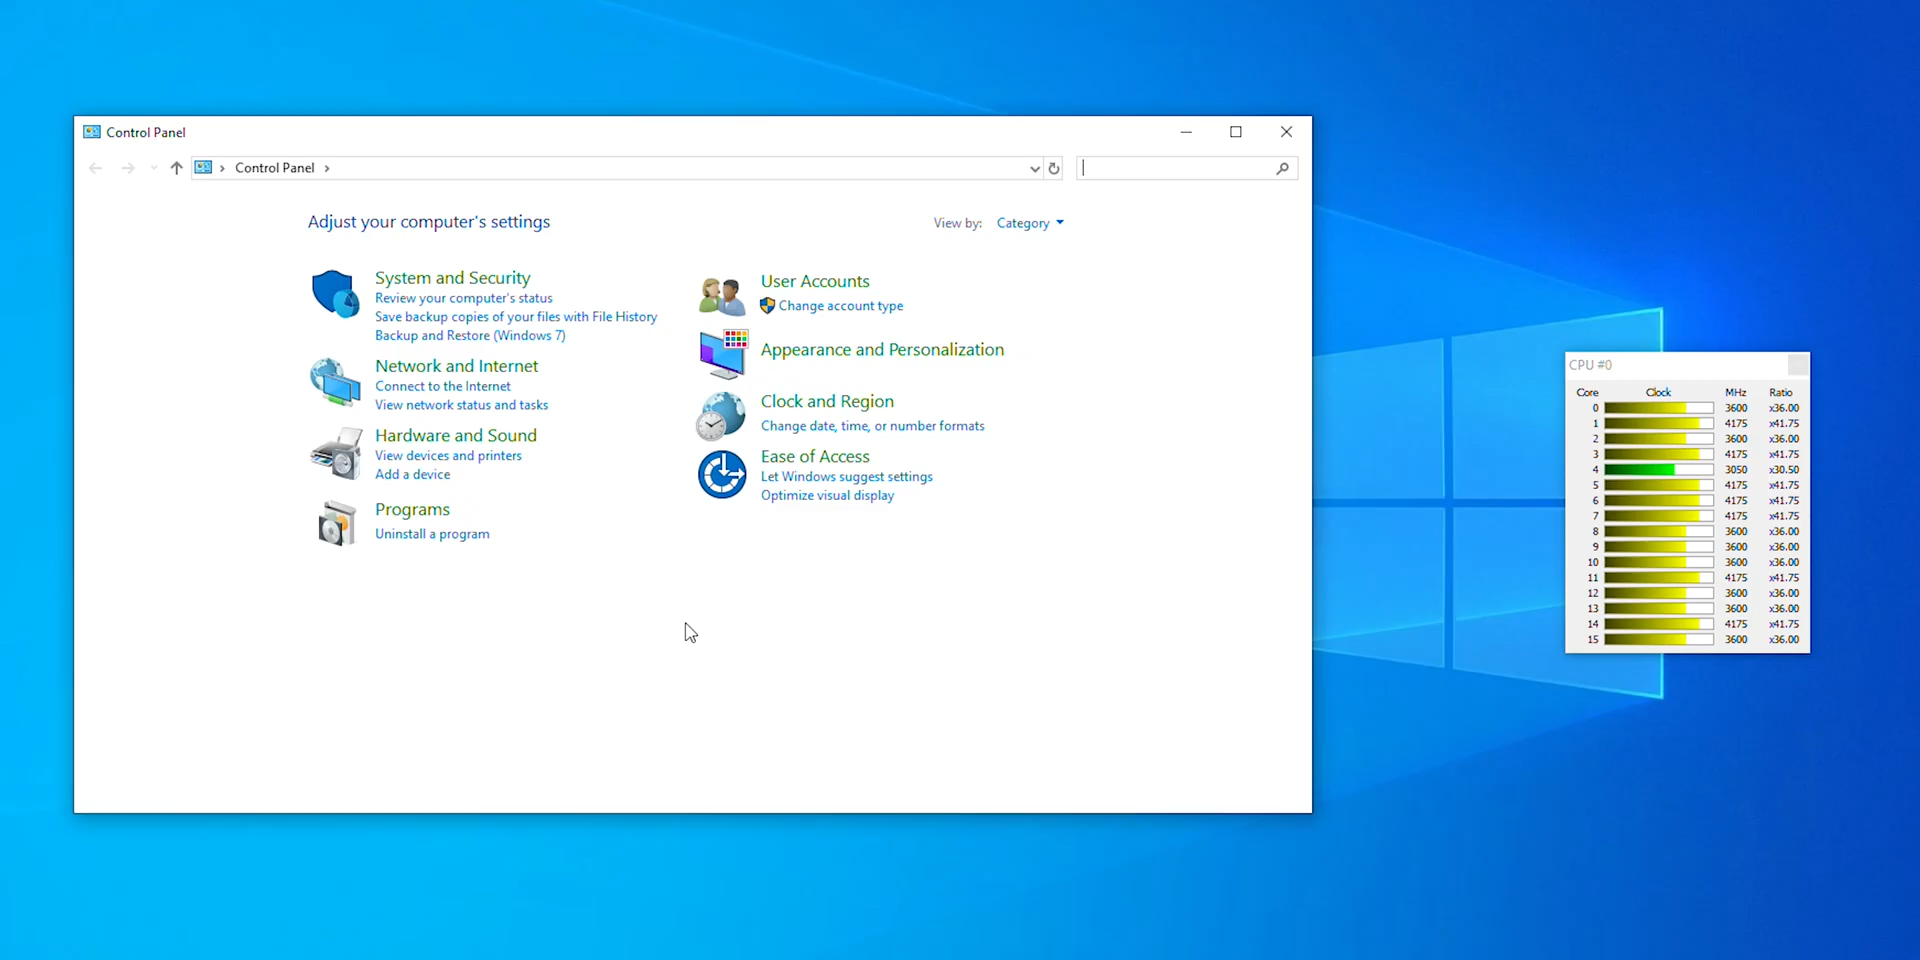 Control Panel
Control Panel
Adjust your computer's settings
View by: Category
System and Security
Review your computer's status
Save backup copies of your files with File History
Backup and Restore (Windows 7)
Network and Internet
Connect to the Internet
View network status and tasks
Hardware and Sound
View devices and printers
Add a device
Programs
Uninstall a program
User Accounts
Change account type
Appearance and Personalization
Clock and Region
Change date, time, or number formats
Ease of Access
Let Windows suggest settings
Optimize visual display
CPU #0
Core Clock MHz Ratio
0 3600 x36.00
1 4175 x41.75
2 3600 x36.00
3 4175 x41.75
4 3050 x30.50
5 4175 x41.75
6 4175 x41.75
7 4175 x41.75
8 3600 x36.00
9 3600 x36.00
10 3600 x36.00
11 4175 x41.75
12 3600 x36.00
13 3600 x36.00
14 4175 x41.75
15 3600 x36.00